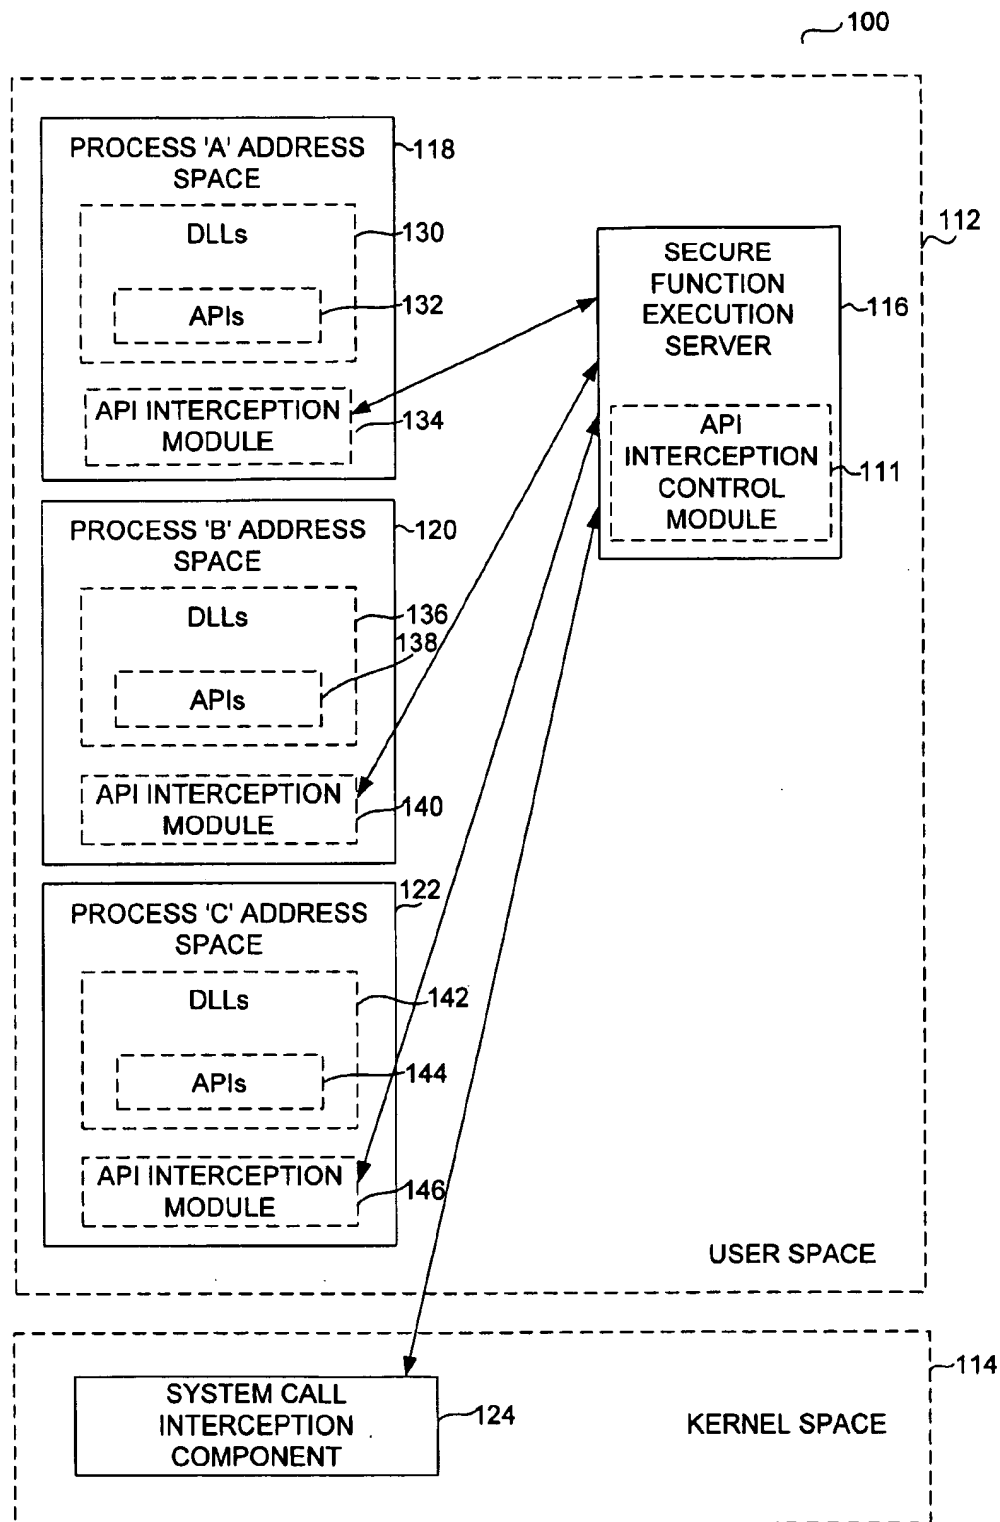 100
PROCESS 'A' ADDRESS
SPACE
118
DLLs
130
APIs
132
API INTERCEPTION
MODULE
134
112
SECURE
FUNCTION
EXECUTION
SERVER
116
API
INTERCEPTION
CONTROL
MODULE
111
PROCESS 'B' ADDRESS
SPACE
120
DLLs
136
138
APIs
API INTERCEPTION
MODULE
140
PROCESS 'C' ADDRESS
SPACE
122
DLLs
142
APIs
144
API INTERCEPTION
MODULE
146
USER SPACE
114
SYSTEM CALL
INTERCEPTION
COMPONENT
124
KERNEL SPACE